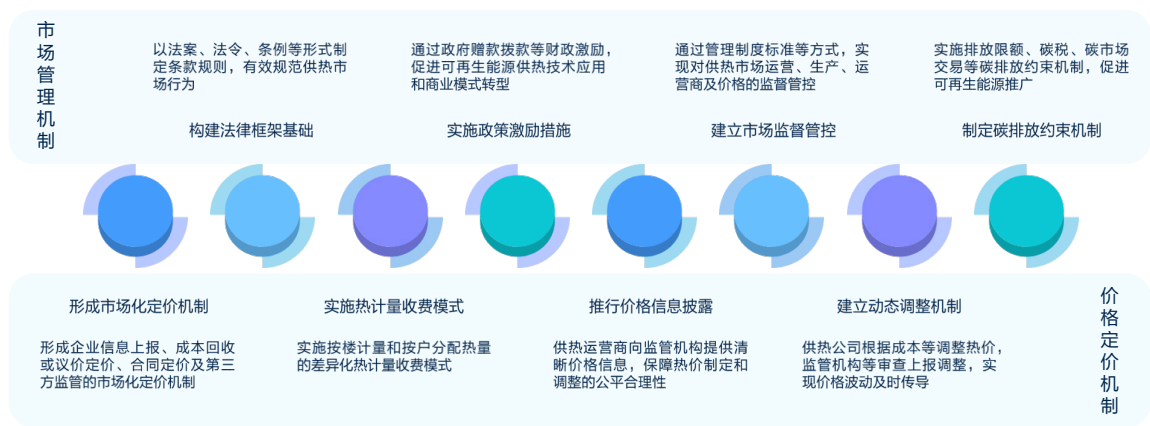 市场管理机制
以法案、法令、条例等形式制
定条款规则，有效规范供热市
场行为
构建法律框架基础
通过政府赠款拨款等财政激励，
促进可再生能源供热技术应用
和商业模式转型
实施政策激励措施
通过管理制度标准等方式，实
现对供热市场运营、生产、运
营商及价格的监督管控
建立市场监督管控
实施排放限额、碳税、碳市场
交易等碳排放约束机制，促进
可再生能源推广
制定碳排放约束机制
形成市场化定价机制
形成企业信息上报、成本回收
或议价定价、合同定价及第三
方监管的市场化定价机制
实施热计量收费模式
实施按楼计量和按户分配热量
的差异化热计量收费模式
推行价格信息披露
供热运营商向监管机构提供清
晰价格信息，保障热价制定和
调整的公平合理性
建立动态调整机制
供热公司根据成本等调整热价，
监管机构等审查上报调整，实
现价格波动及时传导
价格定价机制